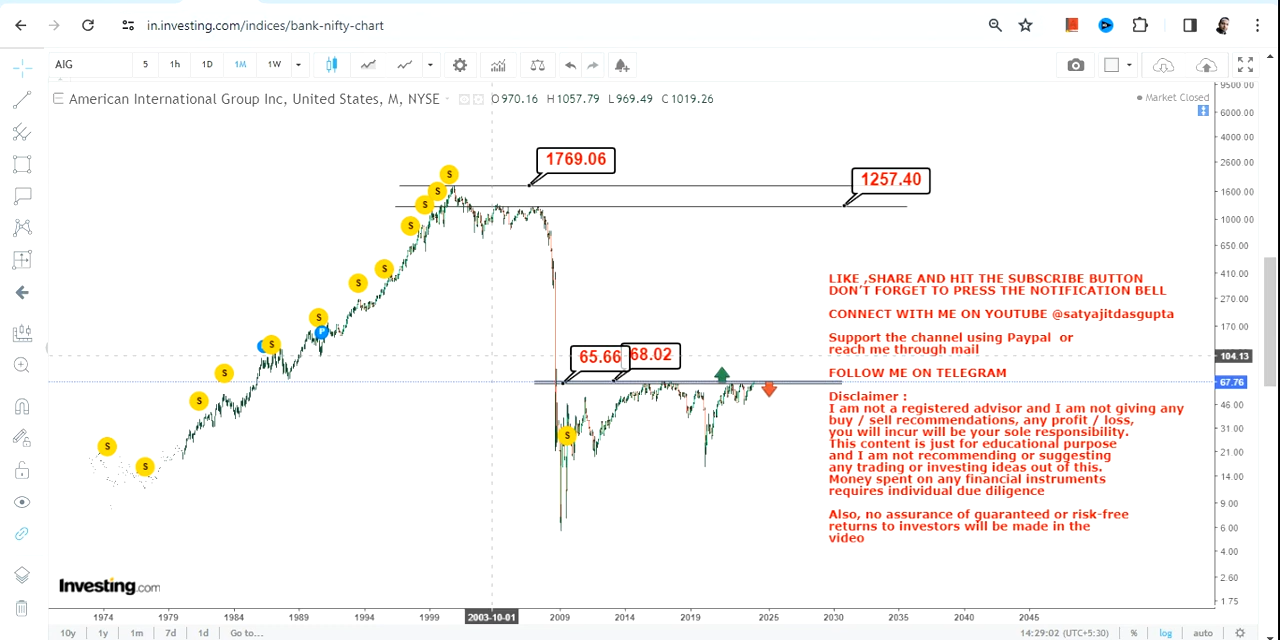 in.investing.com/indices/bank-nifty-chart
AIG 5 1h 1D 1M 1W
American International Group Inc, United States, M, NYSE O970.16 H1057.79 L969.49 C1019.26
Market Closed
9500.00
6000.00
4000.00
2600.00
1600.00
1000.00
650.00
410.00
270.00
170.00
104.13
67.76
46.00
31.00
21.00
14.00
9.00
6.00
4.00
2.60
1.75
1769.06
1257.40
65.66
68.02
S
S
S
S
S
S
S
S
S
S
S
S
S
P
S
LIKE ,SHARE AND HIT THE SUBSCRIBE BUTTON
DON'T FORGET TO PRESS THE NOTIFICATION BELL
CONNECT WITH ME ON YOUTUBE @satyajitdasgupta
Support the channel using Paypal or
reach me through mail
FOLLOW ME ON TELEGRAM
Disclaimer :
I am not a registered advisor and I am not giving any
buy / sell recommendations, any profit / loss,
you will incur will be your sole responsibility.
This content is just for educational purpose
and I am not recommending or suggesting
any trading or investing ideas out of this.
Money spent on any financial instruments
requires individual due diligence
Also, no assurance of guaranteed or risk-free
returns to investors will be made in the
video
Investing.com
1974 1979 1984 1989 1994 1999 2003-10-01 2009 2014 2019 2025 2030 2035 2040 2045
10y 1y 1m 7d 1d Go to... 14:29:02 (UTC+5:30) % log auto